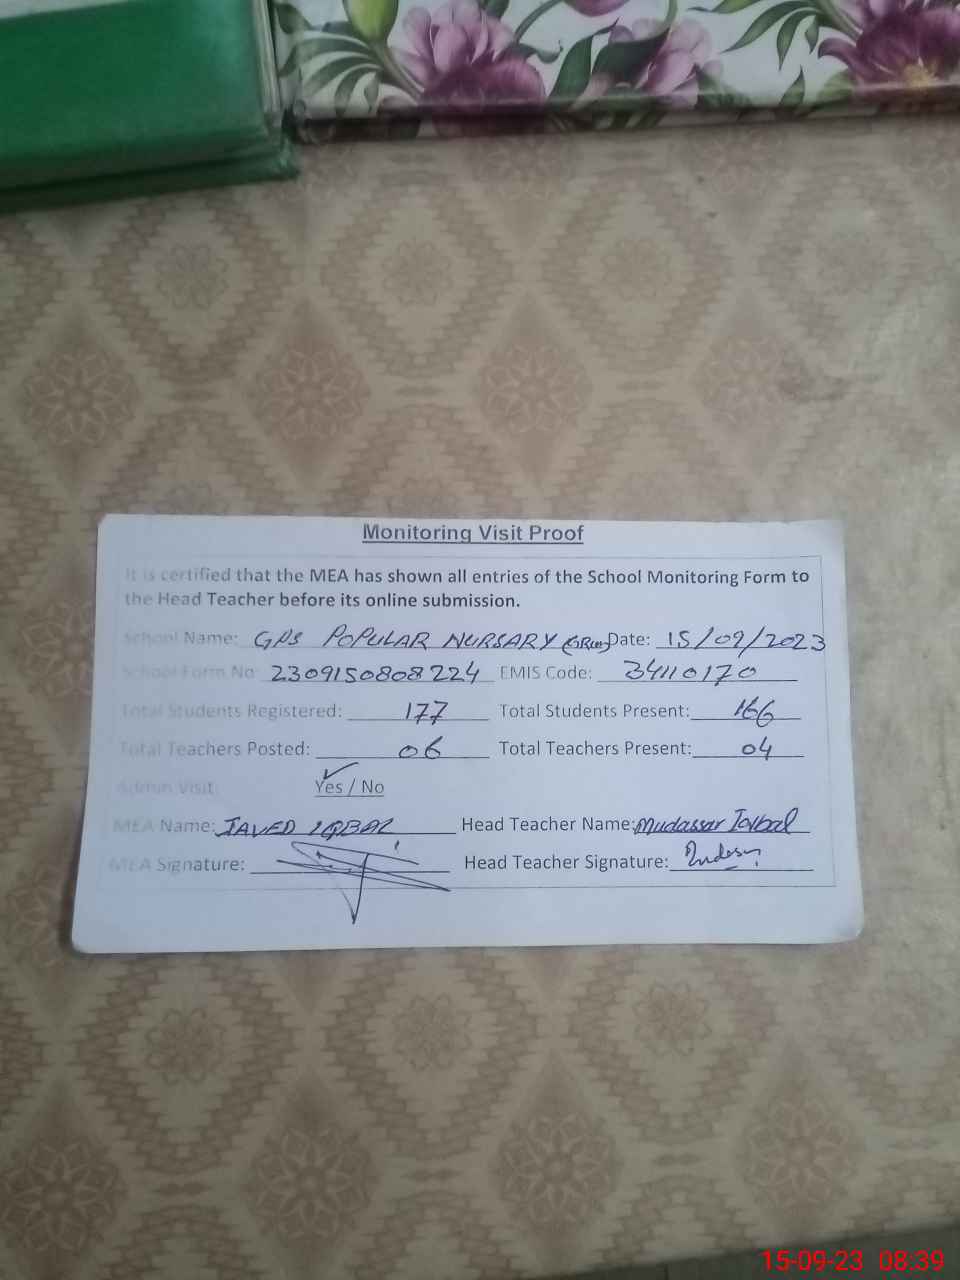 Monitoring Visit Proof
It is certified that the MEA has shown all entries of the School Monitoring Form to
the Head Teacher before its online submission.
School Name: GPS POPULAR NURSARY Date: 15/09/2023
School Form No: 2309150808224 EMIS Code: 34110170
Total Students Registered: 177 Total Students Present: 166
Total Teachers Posted: 06 Total Teachers Present: 04
Admin Visit: Yes / No
MEA Name: JAVED IQBAL Head Teacher Name: Mudassar Iqbal
MEA Signature: Head Teacher Signature:
15-09-23 08:39